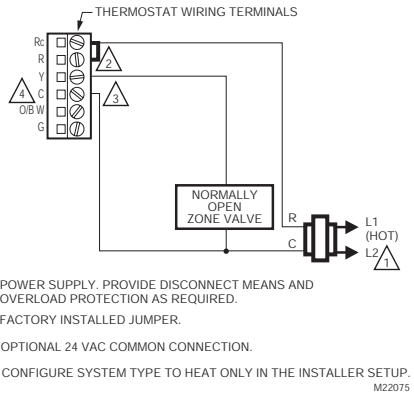 THERMOSTAT WIRING TERMINALS
Rc
R
2
Y
3
4
C
O/B W
G
NORMALLY
OPEN
ZONE VALVE
R
L1
(HOT)
C
L2
1
POWER SUPPLY. PROVIDE DISCONNECT MEANS AND
OVERLOAD PROTECTION AS REQUIRED.
FACTORY INSTALLED JUMPER.
OPTIONAL 24 VAC COMMON CONNECTION.
CONFIGURE SYSTEM TYPE TO HEAT ONLY IN THE INSTALLER SETUP.
M22075